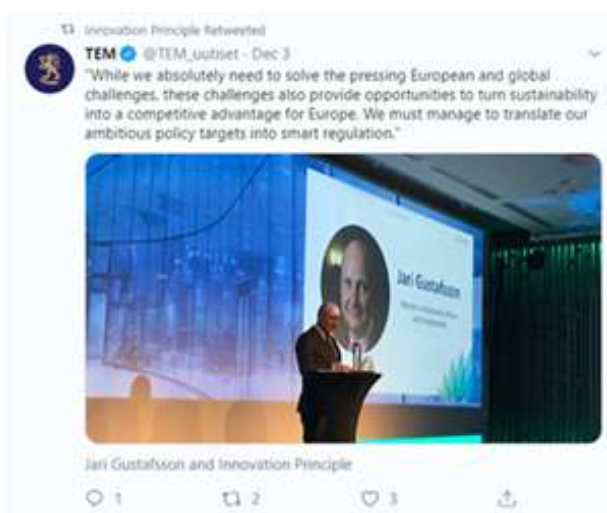 Innovation Principle Retweeted
TEM @TEM_uutiset · Dec 3
"While we absolutely need to solve the pressing European and global
challenges, these challenges also provide opportunities to turn sustainability
into a competitive advantage for Europe. We must manage to translate our
ambitious policy targets into smart regulation."
Jari Gustafsson
Jari Gustafsson and Innovation Principle
1 2 3